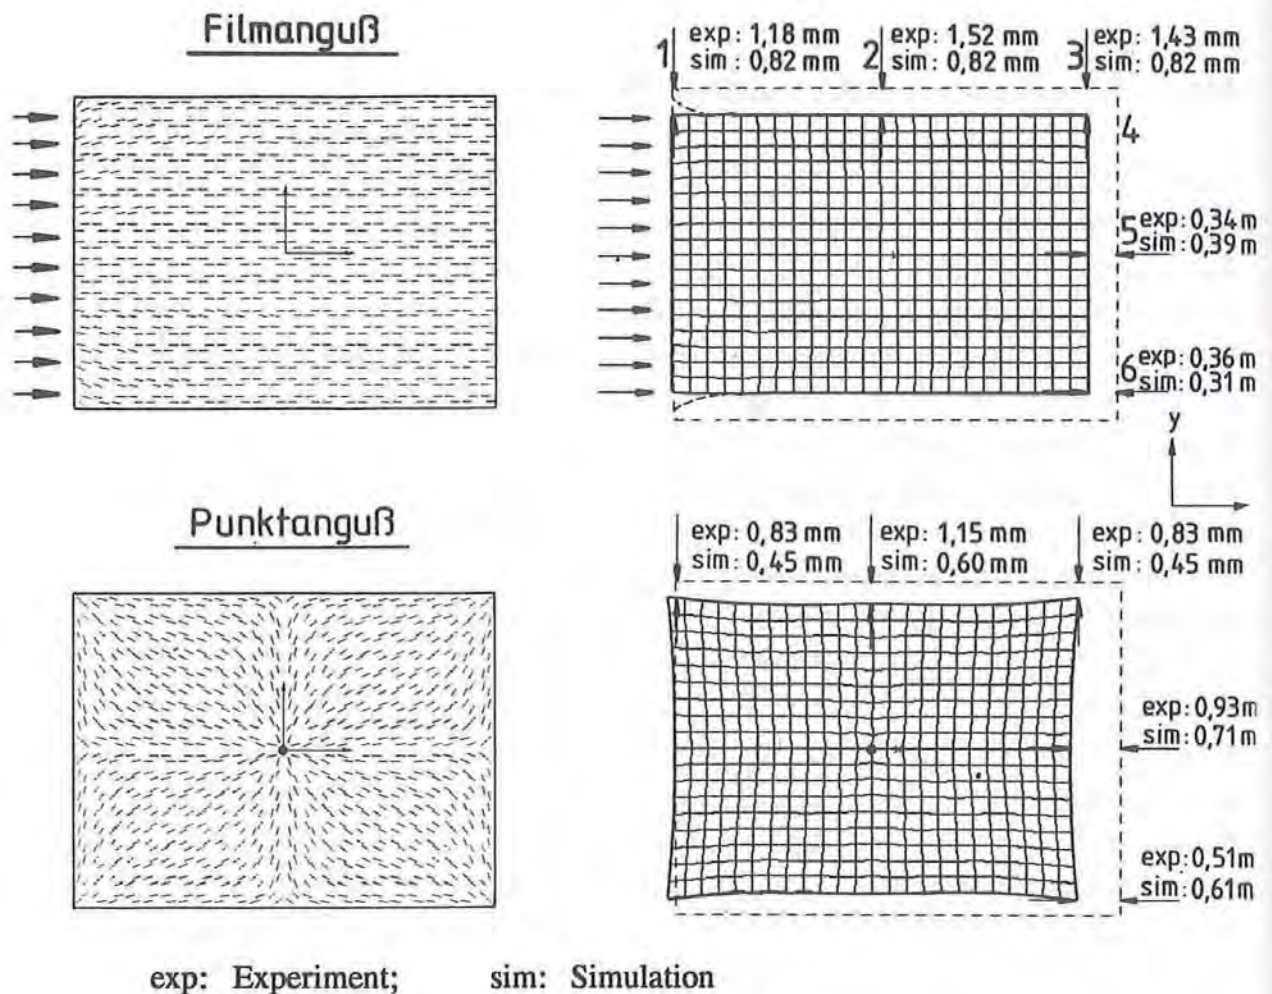 Filmanguß
1 exp: 1,18 mm 2 exp: 1,52 mm 3 exp: 1,43 mm
sim: 0,82 mm sim: 0,82 mm sim: 0,82 mm
4
5 exp: 0,34 m
sim: 0,39 m
6 exp: 0,36 m
sim: 0,31 m
y
Punktanguß
exp: 0,83 mm exp: 1,15 mm exp: 0,83 mm
sim: 0,45 mm sim: 0,60 mm sim: 0,45 mm
exp: 0,93 m
sim: 0,71 m
exp: 0,51 m
sim: 0,61 m
exp: Experiment; sim: Simulation